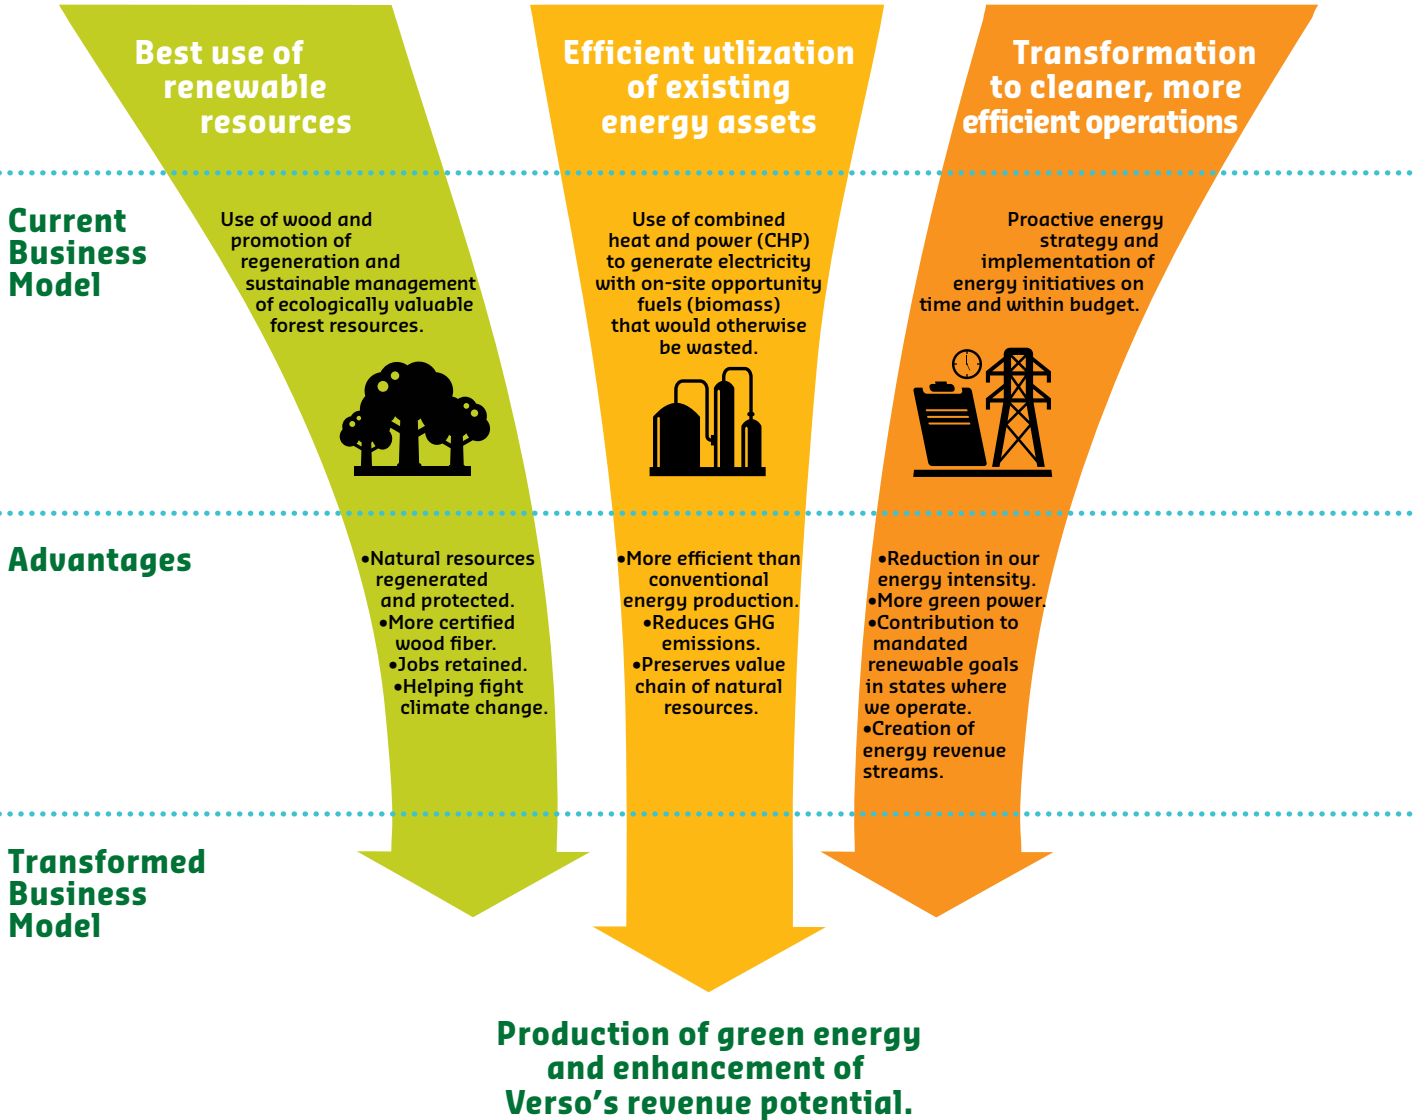 Best use of
renewable
resources
Efficient utlization
of existing
energy assets
Transformation
to cleaner, more
efficient operations
Current
Business
Model
Use of wood and
promotion of
regeneration and
sustainable management
of ecologically valuable
forest resources.
Use of combined
heat and power (CHP)
to generate electricity
with on-site opportunity
fuels (biomass)
that would otherwise
be wasted.
Proactive energy
strategy and
implementation of
energy initiatives on
time and within budget.
Advantages
•Natural resources
regenerated
and protected.
•More certified
wood fiber.
•Jobs retained.
•Helping fight
climate change.
•More efficient than
conventional
energy production.
•Reduces GHG
emissions.
•Preserves value
chain of natural
resources.
•Reduction in our
energy intensity.
•More green power.
•Contribution to
mandated
renewable goals
in states where
we operate.
•Creation of
energy revenue
streams.
Transformed
Business
Model
Production of green energy
and enhancement of
Verso's revenue potential.